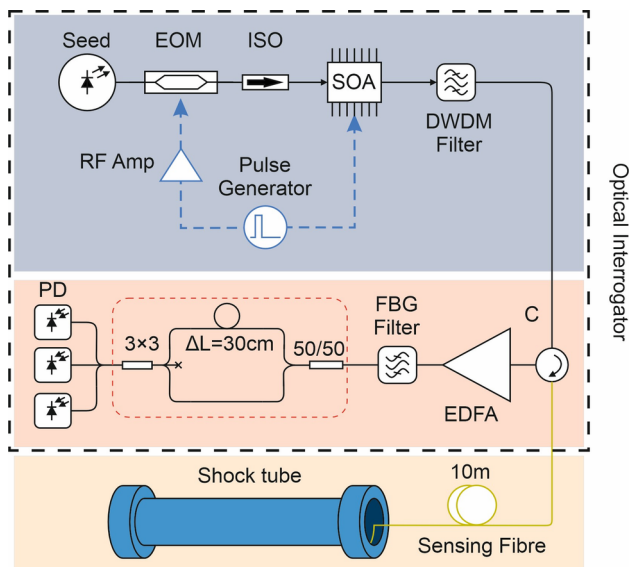 Seed
EOM
ISO
SOA
DWDM
Filter
RF Amp
Pulse
Generator
Optical Interrogator
PD
3×3
ΔL=30cm
50/50
FBG
Filter
C
EDFA
Shock tube
10m
Sensing Fibre